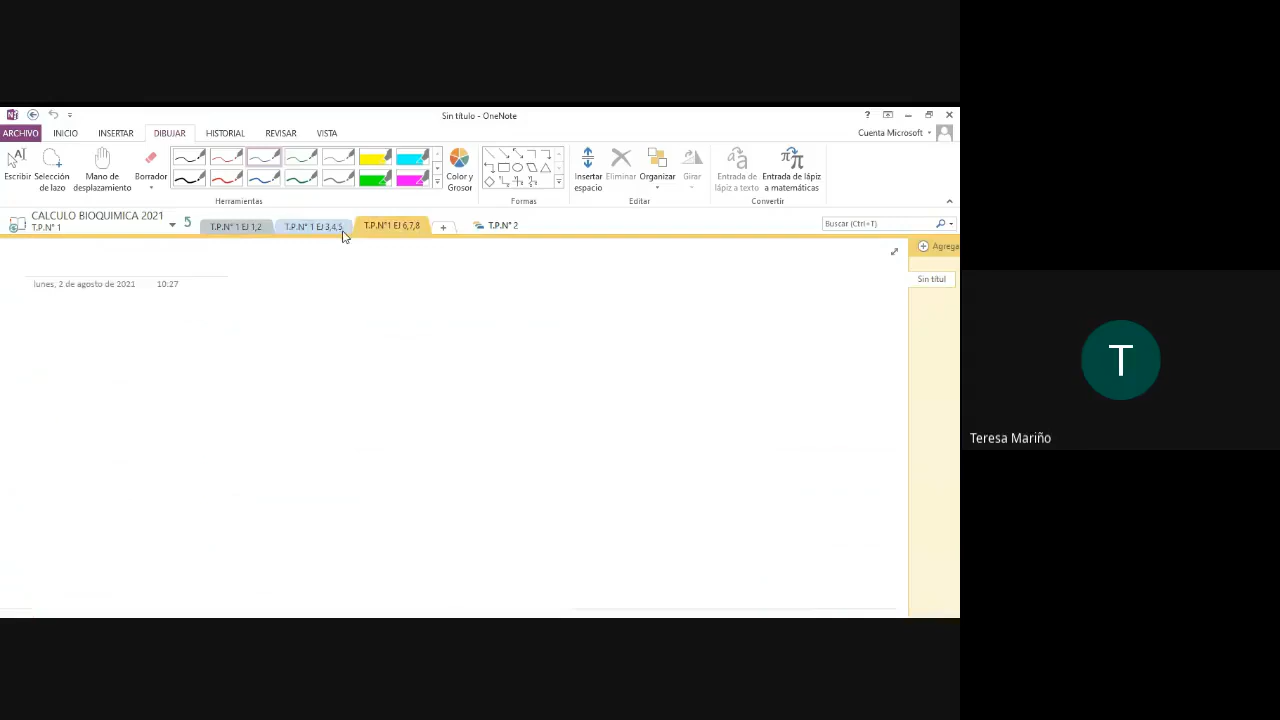 Sin título - OneNote
?
ARCHIVO INICIO INSERTAR DIBUJAR HISTORIAL REVISAR VISTA
Cuenta Microsoft
Escribir
Selección de lazo
Mano de desplazamiento
Borrador
Color y Grosor
Insertar espacio
Eliminar
Organizar
Girar
Entrada de lápiz a texto
Entrada de lápiz a matemáticas
Herramientas
Formas
Editar
Convertir
CALCULO BIOQUIMICA 2021
T.P.N° 1
T.P.N° 1 EJ 1,2
T.P.N° 1 EJ 3,4,5
T.P.N°1 EJ 6,7,8
+
T.P.N° 2
Buscar (Ctrl+T)
Agrega
Sin títul
lunes, 2 de agosto de 2021 10:27
T
Teresa Mariño